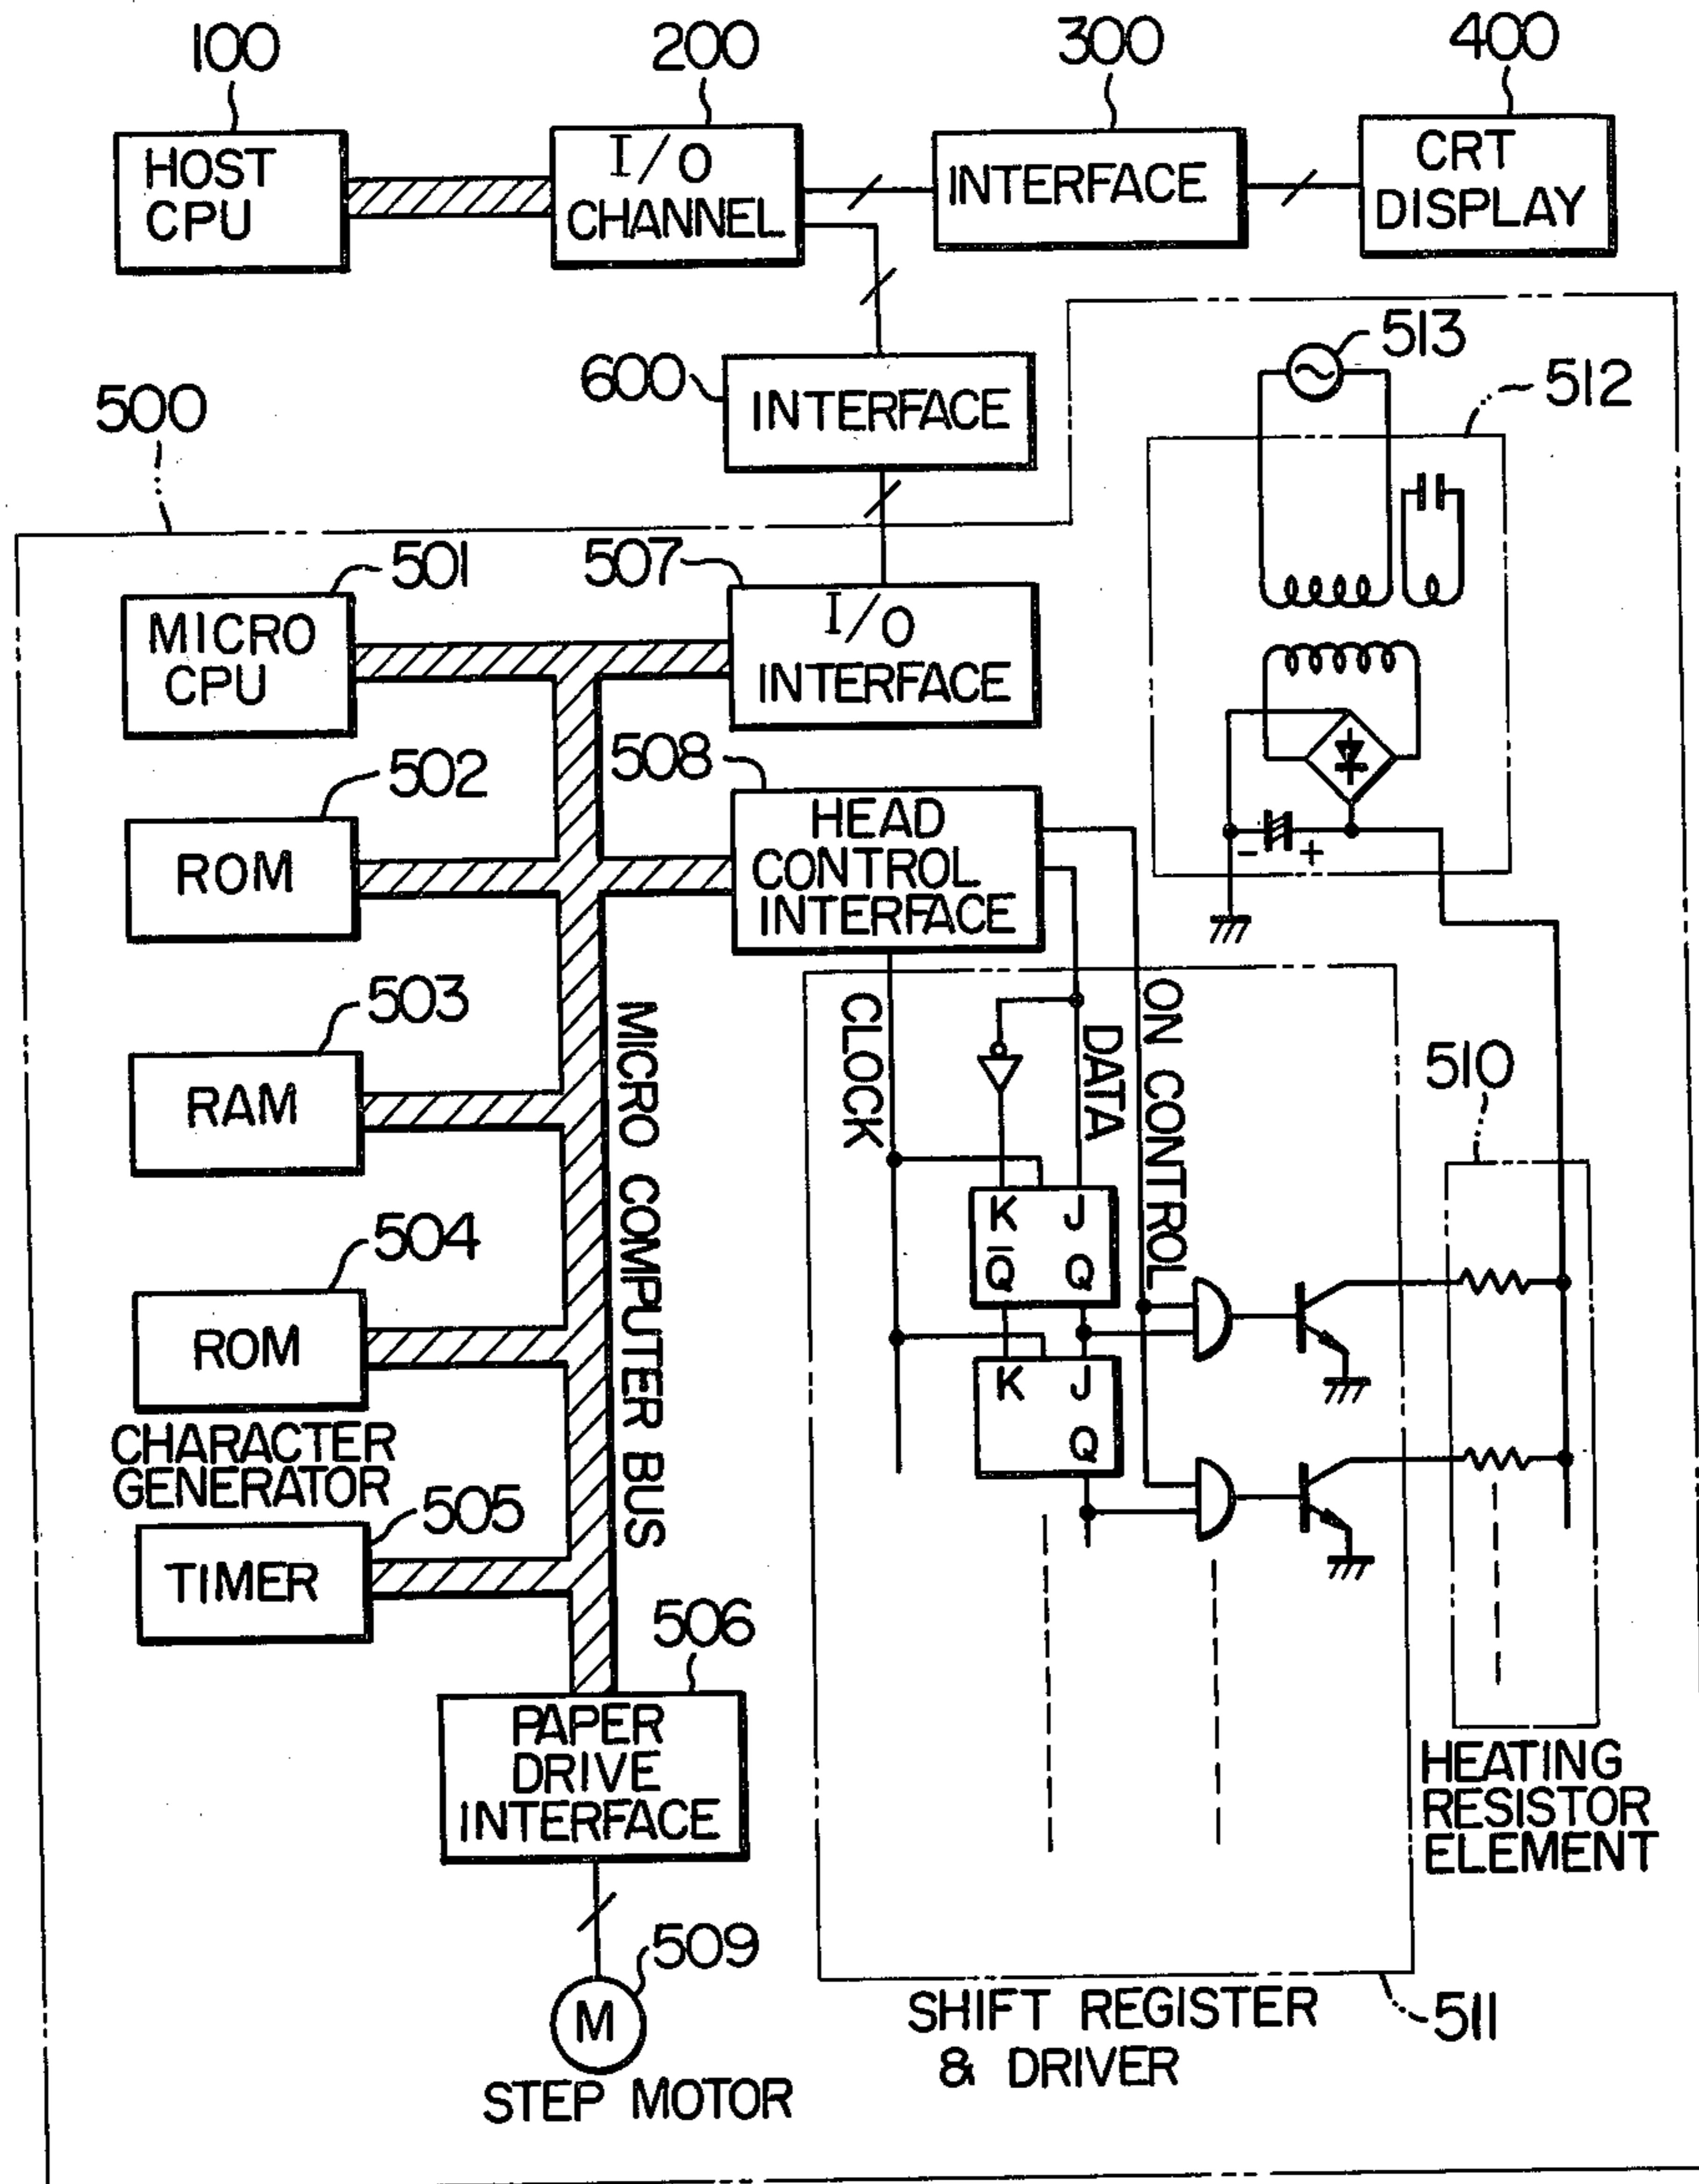 100
200
300
400
HOST
CPU
I/O
CHANNEL
INTERFACE
CRT
DISPLAY
513
512
600
INTERFACE
500
501
507
MICRO
CPU
I/O
INTERFACE
502
508
ROM
HEAD
CONTROL
INTERFACE
- +
503
RAM
MICRO COMPUTER BUS
CLOCK
DATA
ON CONTROL
510
K J
Q̅ Q
504
ROM
K J
Q
CHARACTER
GENERATOR
505
TIMER
506
PAPER
DRIVE
INTERFACE
HEATING
RESISTOR
ELEMENT
509
M
STEP MOTOR
SHIFT REGISTER
& DRIVER
511